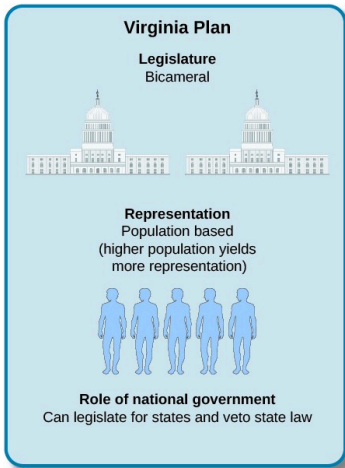 Virginia Plan
Legislature
Bicameral
Representation
Population based
(higher population yields
more representation)
Role of national government
Can legislate for states and veto state law